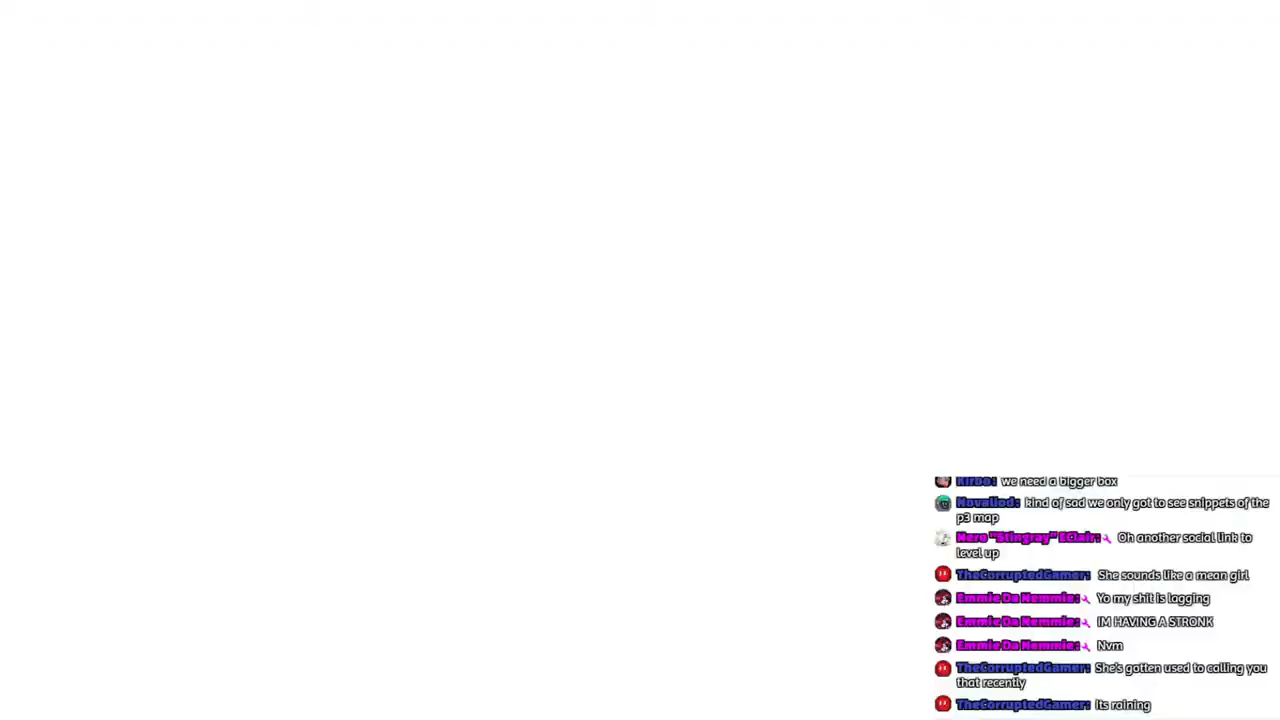 Kirbo: we need a bigger box
Novaliod: kind of sad we only got to see snippets of the
p3 map
Hero "Stingray" EClair: Oh another social link to
level up
TheCorruptedGamer: She sounds like a mean girl
Emmie Da Nemmie: Yo my shit is lagging
Emmie Da Nemmie: IM HAVING A STRONK
Emmie Da Nemmie: Nvm
TheCorruptedGamer: She's gotten used to calling you
that recently
TheCorruptedGamer: Its roining